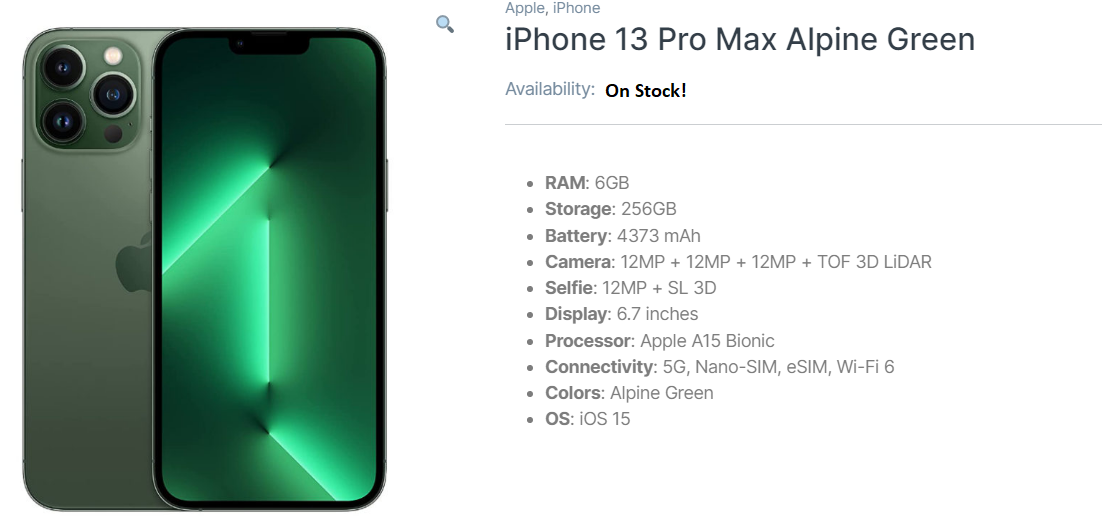 Apple, iPhone
iPhone 13 Pro Max Alpine Green
Availability: On Stock!
RAM: 6GB
Storage: 256GB
Battery: 4373 mAh
Camera: 12MP + 12MP + 12MP + TOF 3D LiDAR
Selfie: 12MP + SL 3D
Display: 6.7 inches
Processor: Apple A15 Bionic
Connectivity: 5G, Nano-SIM, eSIM, Wi-Fi 6
Colors: Alpine Green
OS: iOS 15